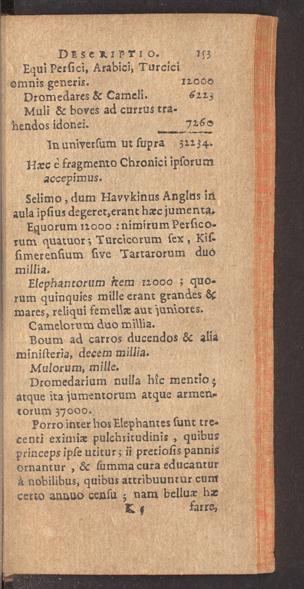 DESCRIPTIO. 153
Equi Persici, Arabici, Turcici
omnis generis. 12000
Dromedares & Cameli. 6223
Muli & boves ad currus tra-
hendos idonei. 7260
In universum ut supra 32234.
Hæc è fragmento Chronici ipsorum
accepimus.
Selimo, dum Havvkinus Anglus in
aula ipsius degeret, erant hæc jumenta.
Equorum 12000 : nimirum Persico-
rum quatuor; Turcicorum sex, Kis-
simerensium sive Tartarorum duo
millia.
Elephantorum item 12000 ; quo-
rum quinquies mille erant grandes &
mares, reliqui femellæ aut juniores.
Camelorum duo millia.
Boum ad carros ducendos & alia
ministeria, decem millia.
Mulorum, mille.
Dromedarium nulla hîc mentio;
atque ita jumentorum atque armen-
torum 37000.
Porro inter hos Elephantes sunt tre-
centi eximiæ pulchritudinis, quibus
princeps ipse utitur; ii pretiosis pannis
ornantur, & summa cura educantur
à nobilibus, quibus attribuuntur cum
certo annuo censu ; nam belluæ hæ
K 5 farre,